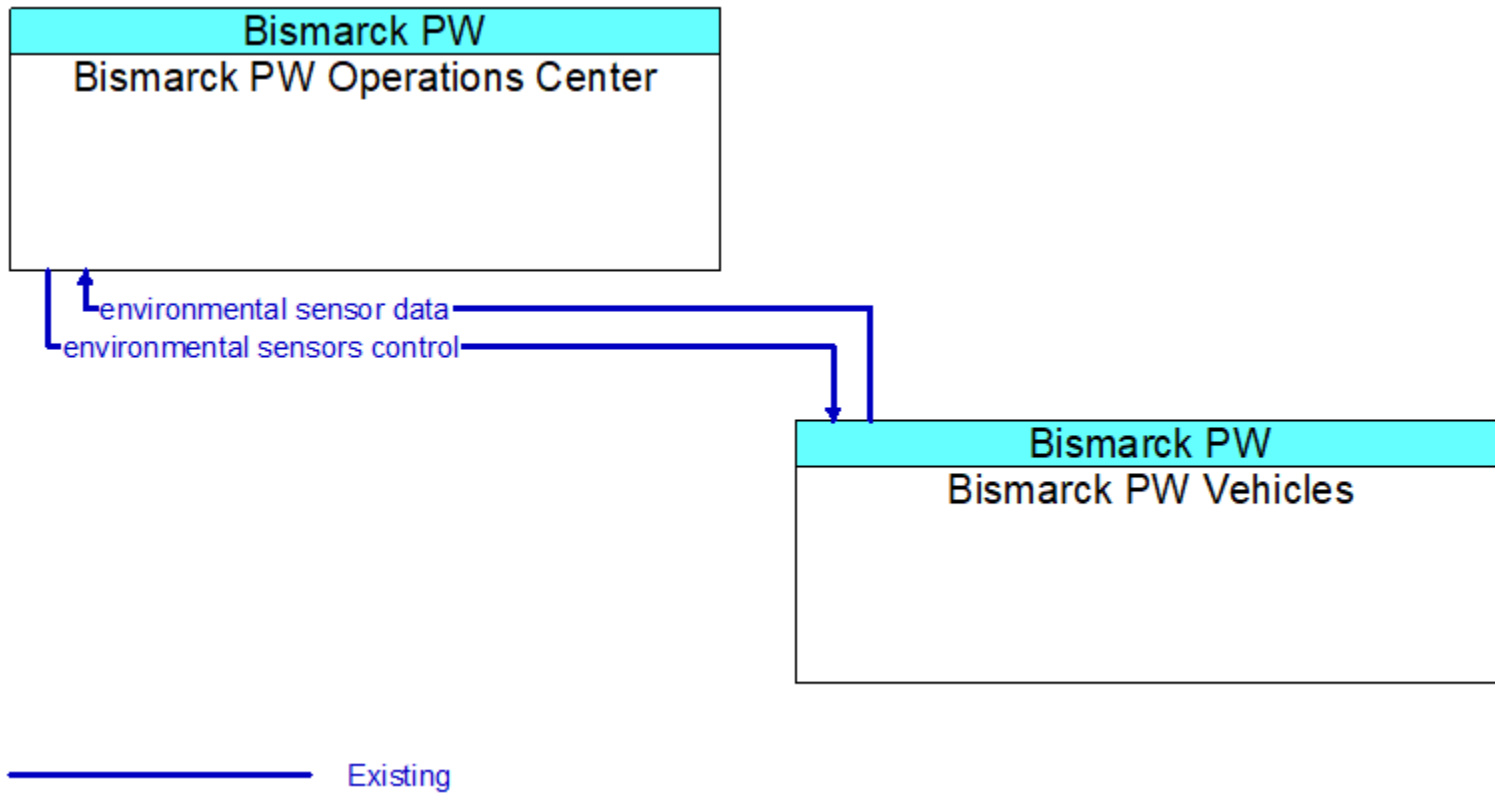 Bismarck PW
Bismarck PW Operations Center
environmental sensor data
environmental sensors control
Bismarck PW
Bismarck PW Vehicles
Existing